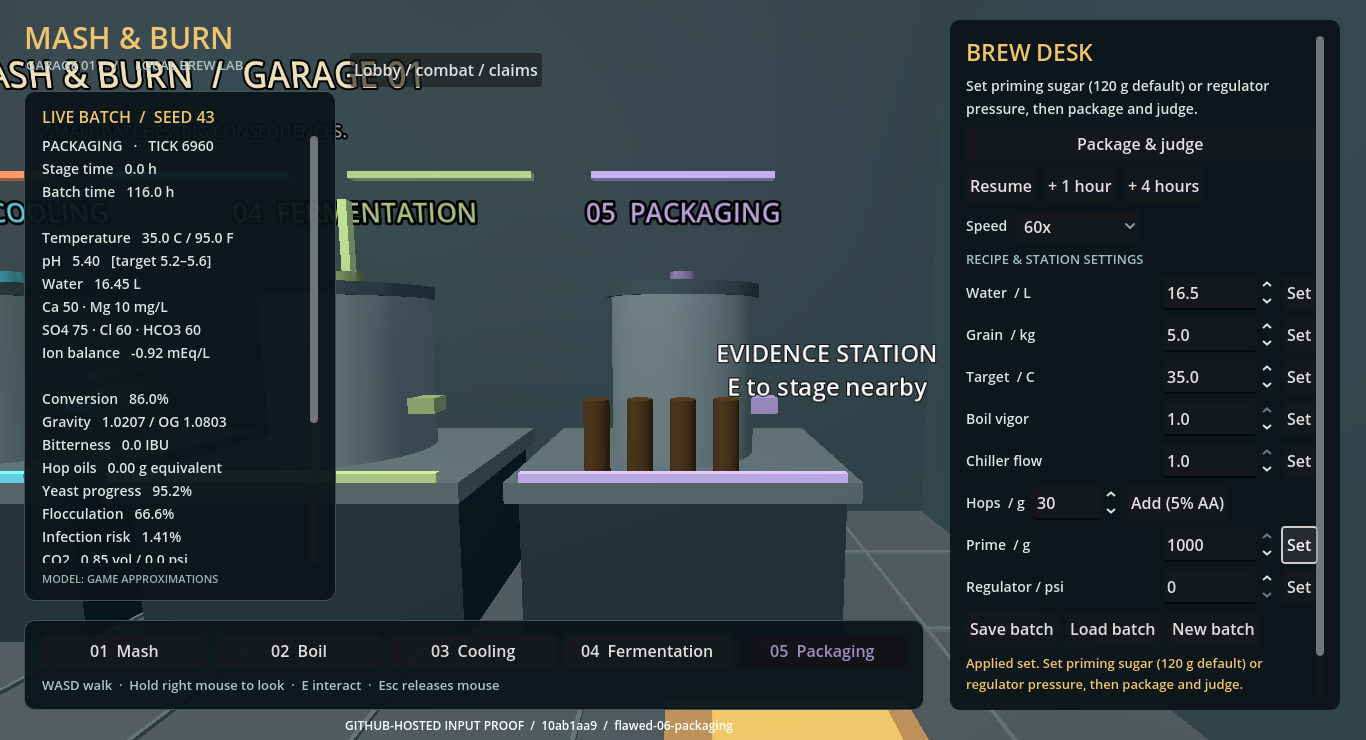 MASH & BURN
GARAGE 01 / LOCAL BREW LAB
ASH & BURN / GARAGE 01
Lobby / combat / claims
SMALL BATCHES. BIG CONSEQUENCES.
LIVE BATCH / SEED 43
PACKAGING · TICK 6960
Stage time 0.0 h
Batch time 116.0 h
Temperature 35.0 C / 95.0 F
pH 5.40 [target 5.2–5.6]
Water 16.45 L
Ca 50 · Mg 10 mg/L
SO4 75 · Cl 60 · HCO3 60
Ion balance -0.92 mEq/L
Conversion 86.0%
Gravity 1.0207 / OG 1.0803
Bitterness 0.0 IBU
Hop oils 0.00 g equivalent
Yeast progress 95.2%
Flocculation 66.6%
Infection risk 1.41%
CO2 0.85 vol / 0.0 psi
MODEL: GAME APPROXIMATIONS
COOLING
04 FERMENTATION
05 PACKAGING
EVIDENCE STATION
E to stage nearby
01 Mash
02 Boil
03 Cooling
04 Fermentation
05 Packaging
WASD walk · Hold right mouse to look · E interact · Esc releases mouse
GITHUB-HOSTED INPUT PROOF / 10ab1aa9 / flawed-06-packaging
BREW DESK
Set priming sugar (120 g default) or regulator
pressure, then package and judge.
Package & judge
Resume + 1 hour + 4 hours
Speed 60x
RECIPE & STATION SETTINGS
Water / L 16.5 Set
Grain / kg 5.0 Set
Target / C 35.0 Set
Boil vigor 1.0 Set
Chiller flow 1.0 Set
Hops / g 30 Add (5% AA)
Prime / g 1000 Set
Regulator / psi 0 Set
Save batch Load batch New batch
Applied set. Set priming sugar (120 g default) or
regulator pressure, then package and judge.